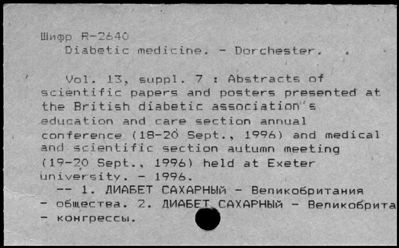 Шифр R-2640
Diabetic medicine. - Dorchester.
Vol. 13, suppl. 7 : Abstracts of
scientific papers and posters presented at
the British diabetic association"s
education and care section annual
conference (18-20 Sept., 1996) and medical
and scientific section autumn meeting
(19-20 Sept., 1996) held at Exeter
university. - 1996.
-- 1. ДИАБЕТ САХАРНЫЙ - Великобритания
- общества. 2. ДИАБЕТ САХАРНЫЙ - Великобрита
- конгрессы.